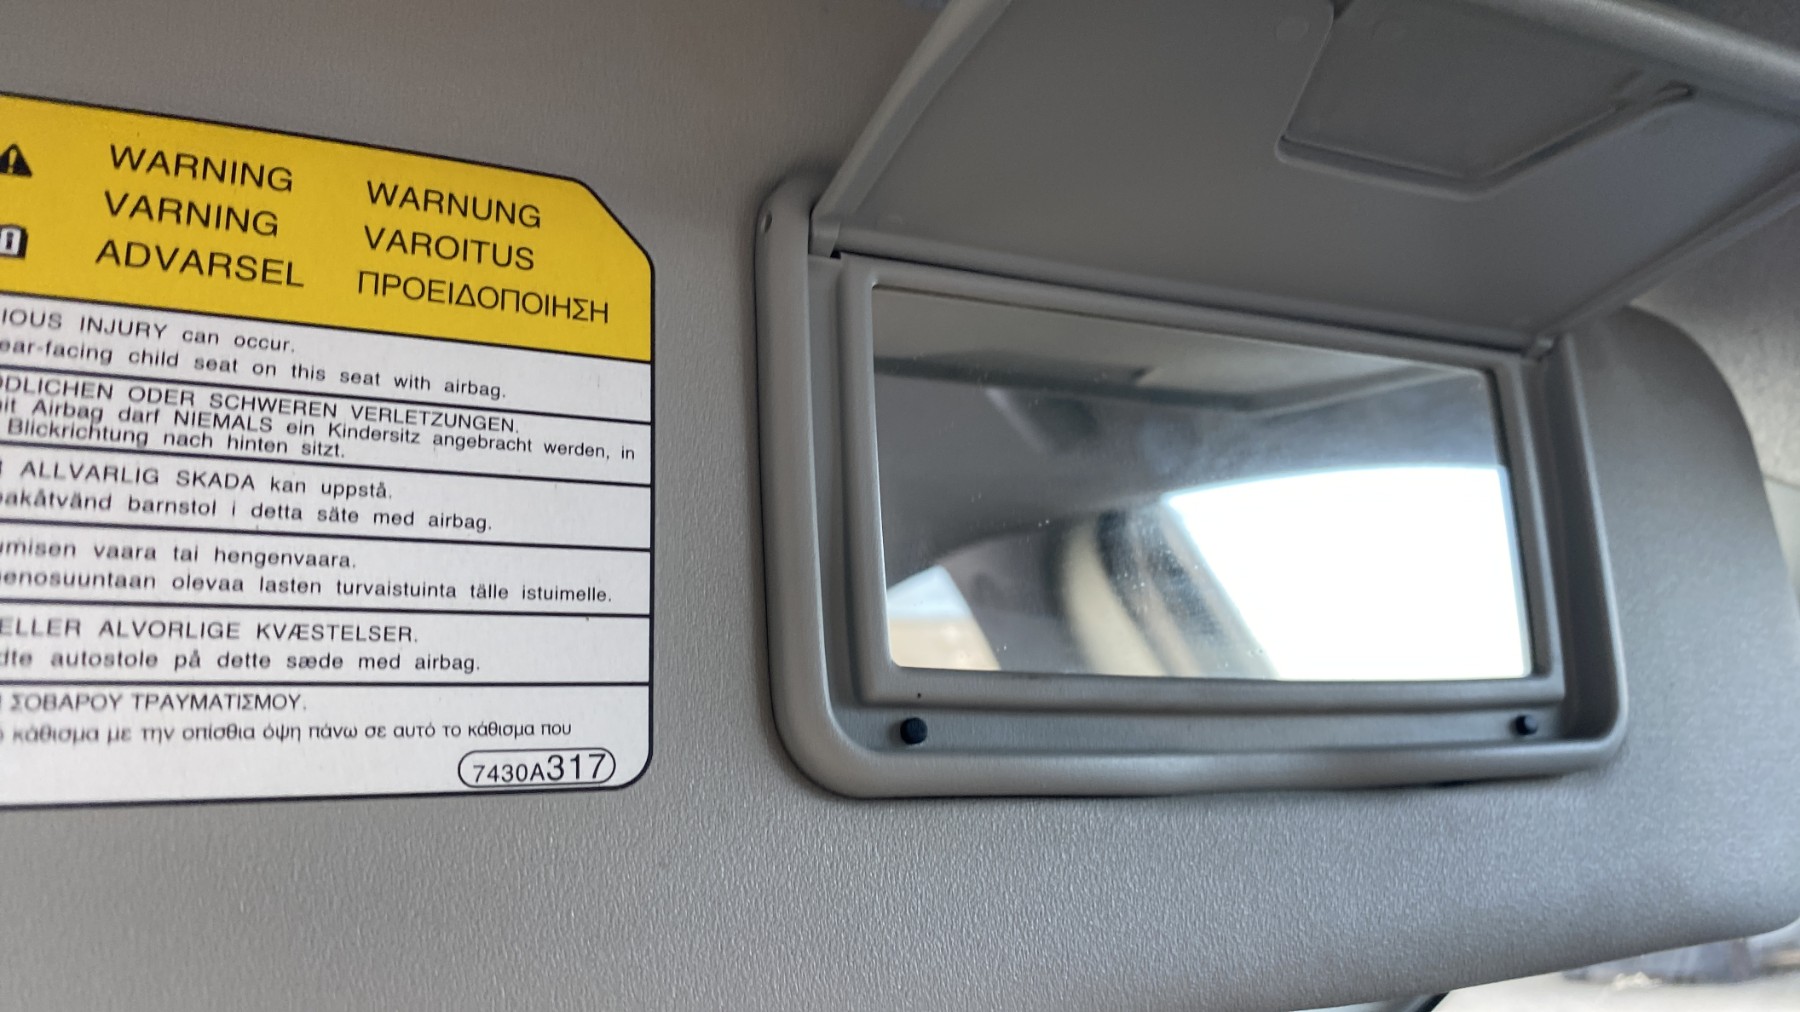 WARNING WARNUNG
VARNING VAROITUS
ADVARSEL ΠΡΟΕΙΔΟΠΟΙΗΣΗ
INJURY can occur.
child seat on this seat with airbag.
ODER SCHWEREN VERLETZUNGEN.
Airbag darf NIEMALS ein Kindersitz angebracht werden, in
Blickrichtung nach hinten sitzt.
ALLVARLIG SKADA kan uppstå.
barnstol i detta säte med airbag.
vaara tai hengenvaara.
olevaa lasten turvaistuinta tälle istuimelle.
ELLER ALVORLIGE KVÆSTELSER.
autostole på dette sæde med airbag.
ΣΟΒΑΡΟΥ ΤΡΑΥΜΑΤΙΣΜΟΥ.
κάθισμα με την οπίσθια όψη πάνω σε αυτό το κάθισμα που
7430A317